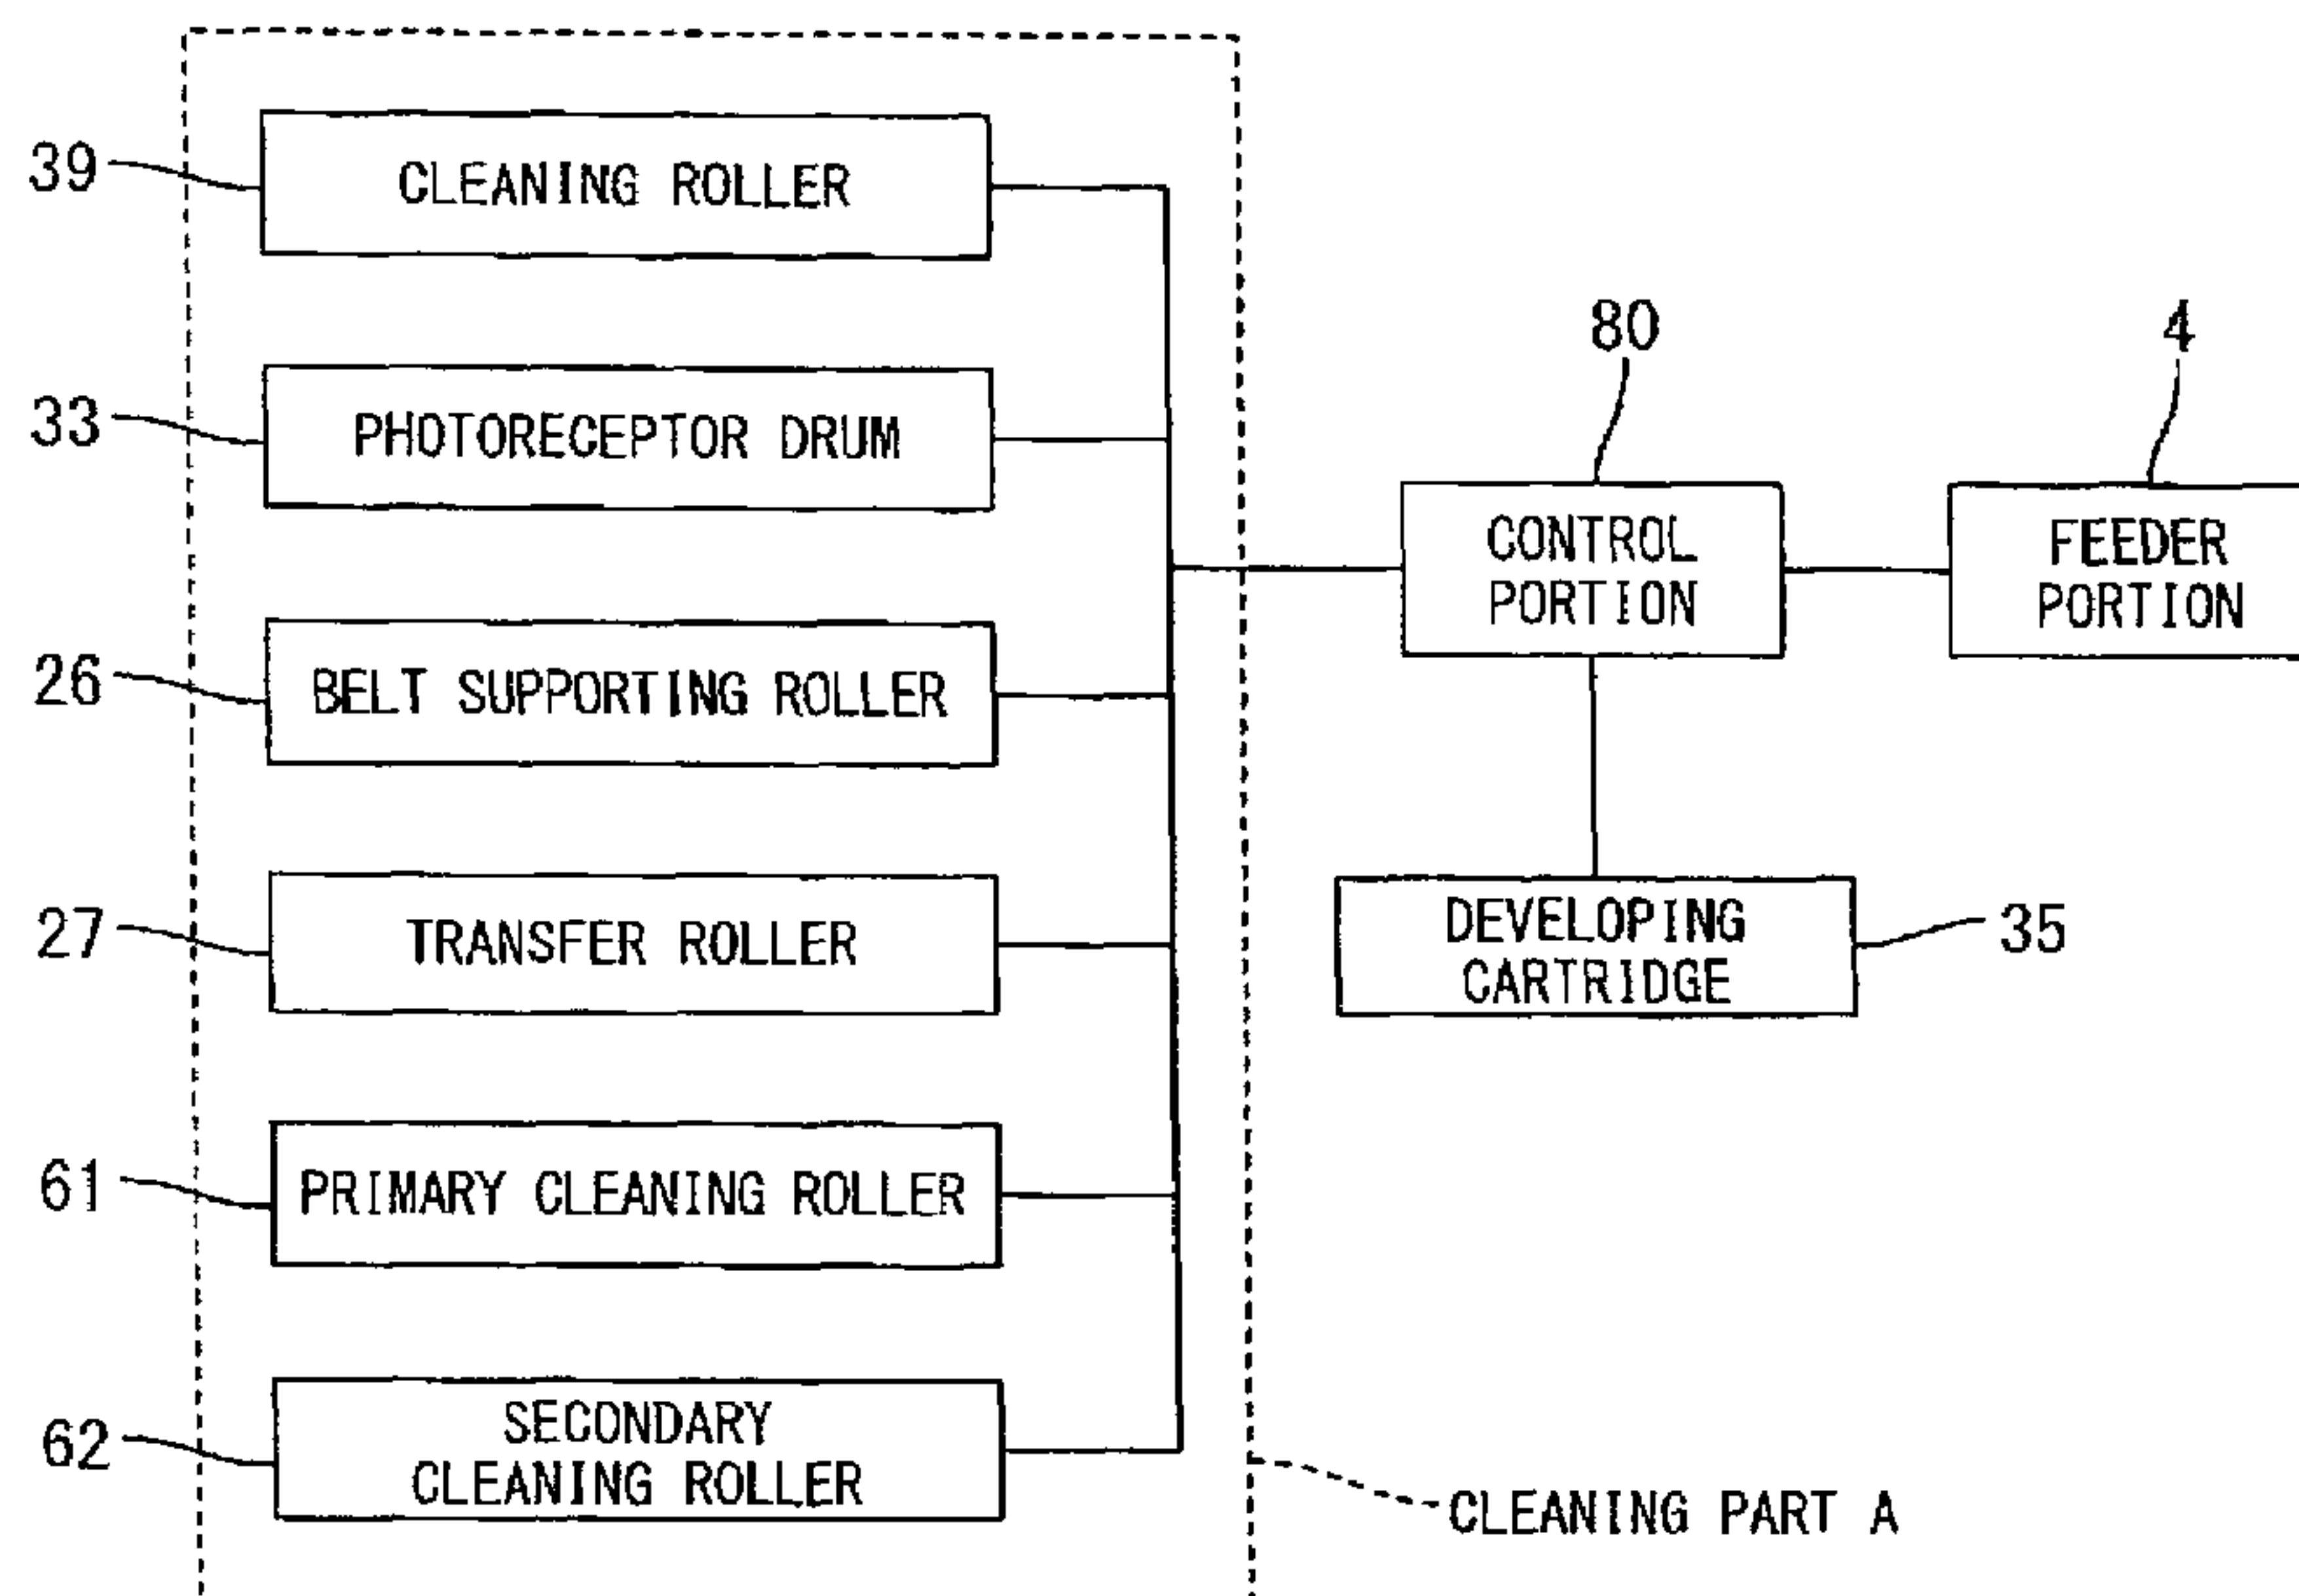 39
CLEANING ROLLER
33
PHOTORECEPTOR DRUM
26
BELT SUPPORTING ROLLER
27
TRANSFER ROLLER
61
PRIMARY CLEANING ROLLER
62
SECONDARY
CLEANING ROLLER
80
CONTROL
PORTION
4
FEEDER
PORTION
DEVELOPING
CARTRIDGE
35
CLEANING PART A